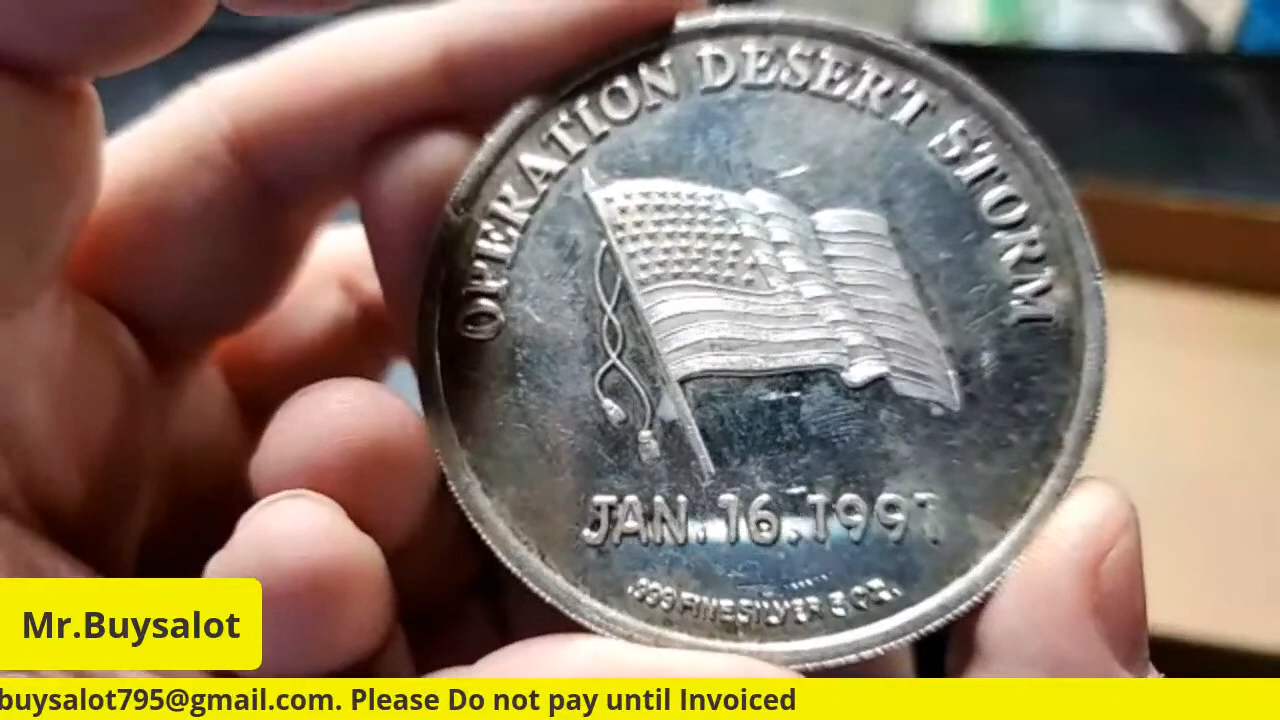 OPERATION DESERT STORM
JAN.16.1991
.999 FINE SILVER 5 OZ.
Mr.Buysalot
buysalot795@gmail.com. Please Do not pay until Invoiced